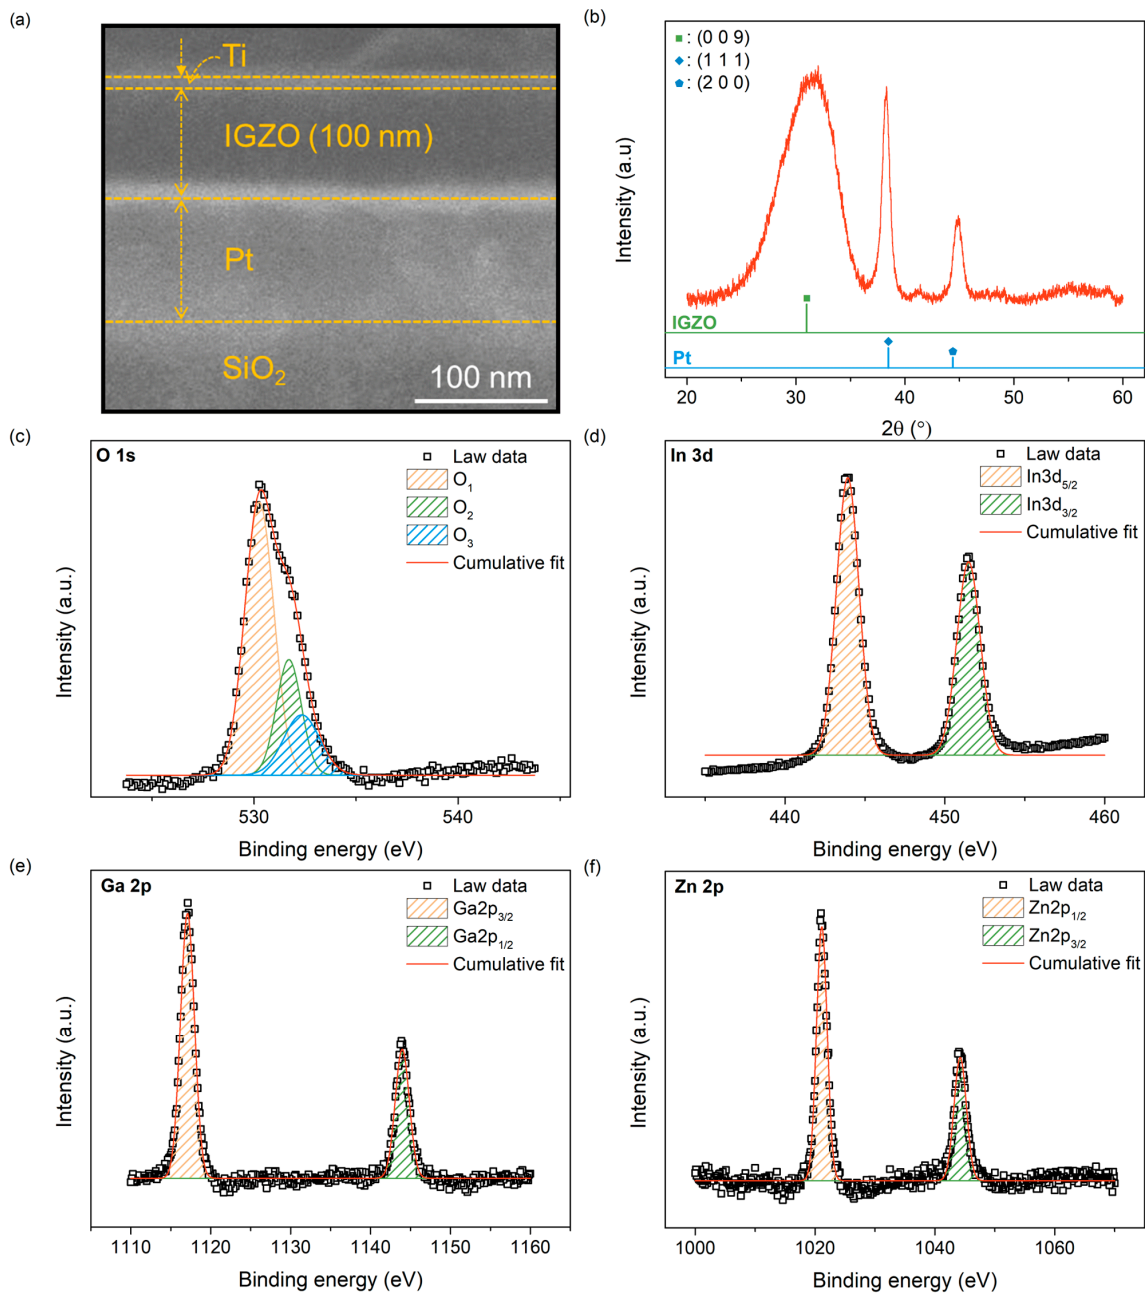 (a)
Ti
IGZO (100 nm)
Pt
SiO2
100 nm
(b)
: (0 0 9)
: (1 1 1)
: (2 0 0)
Intensity (a.u)
IGZO
Pt
20 30 40 50 60
2θ (°)
(c)
O 1s
Law data
O1
O2
O3
Cumulative fit
Intensity (a.u.)
530 540
Binding energy (eV)
(d)
In 3d
Law data
In3d5/2
In3d3/2
Cumulative fit
Intensity (a.u.)
440 450 460
Binding energy (eV)
(e)
Ga 2p
Law data
Ga2p3/2
Ga2p1/2
Cumulative fit
Intensity (a.u.)
1110 1120 1130 1140 1150 1160
Binding energy (eV)
(f)
Zn 2p
Law data
Zn2p1/2
Zn2p3/2
Cumulative fit
Intensity (a.u.)
1000 1020 1040 1060
Binding energy (eV)